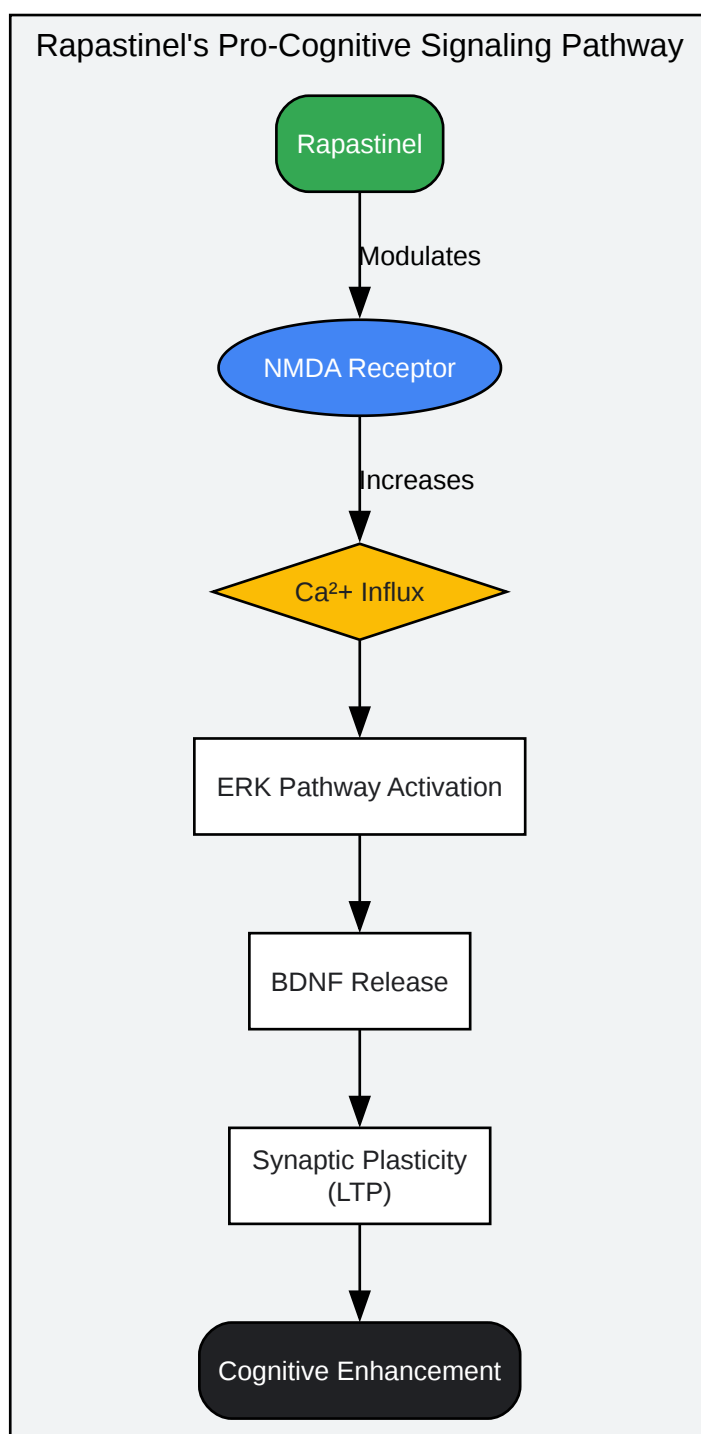 Rapastinel's Pro-Cognitive Signaling Pathway
Rapastinel
Modulates
NMDA Receptor
Increases
Ca²+ Influx
ERK Pathway Activation
BDNF Release
Synaptic Plasticity
(LTP)
Cognitive Enhancement